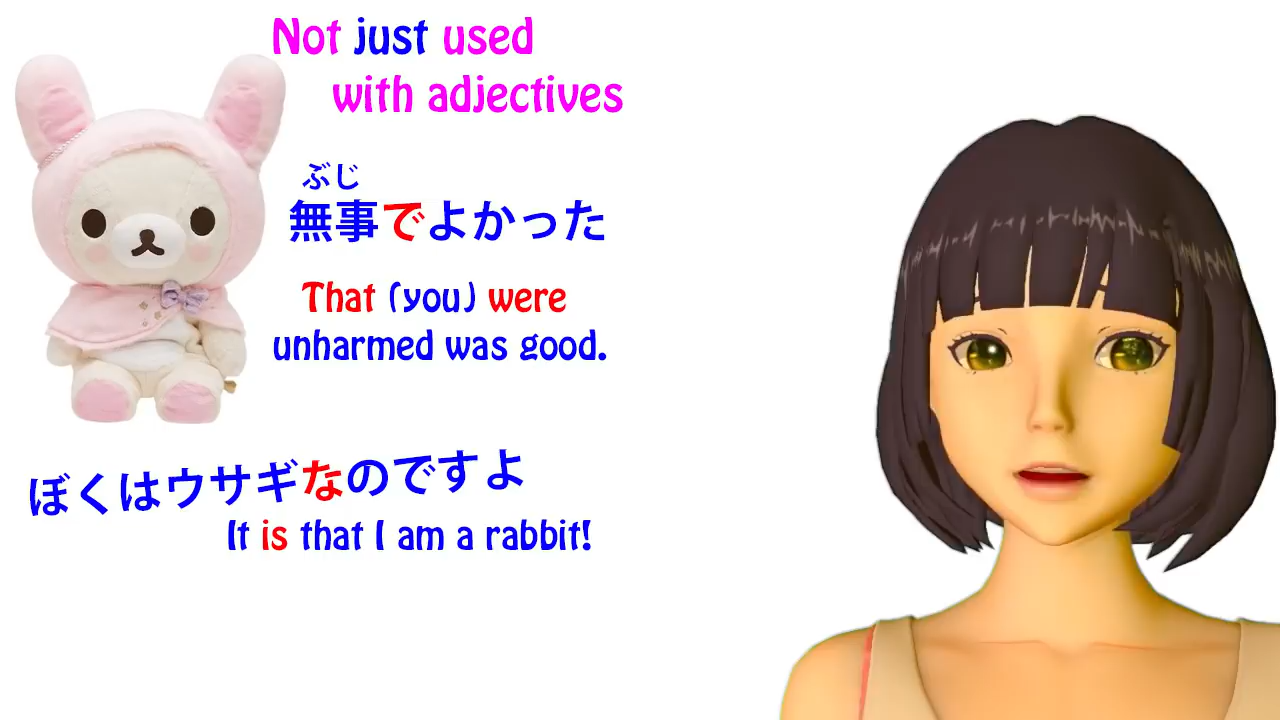 Not just used
with adjectives
ぶじ
無事でよかった
That (you) were
unharmed was good.
ぼくはウサギなのですよ
It is that I am a rabbit!